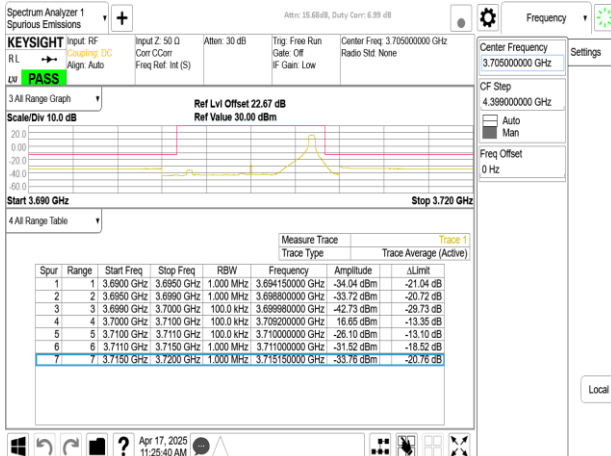 Spectrum Analyzer 1
Spurious Emissions
+
Attn: 15.68dB, Duty Corr: 6.99 dB
Frequency
KEYSIGHT Input: RF Input Z: 50 Ω Atten: 30 dB Trig: Free Run Center Freq: 3.705000000 GHz
RL Coupling: DC Corr CCorr Gate: Off Radio Std: None
Align: Auto Freq Ref: Int (S) IF Gain: Low
LXI PASS
Center Frequency
3.705000000 GHz
Settings
CF Step
4.399000000 GHz
Auto
Man
Freq Offset
0 Hz
3 All Range Graph
Ref Lvl Offset 22.67 dB
Scale/Div 10.0 dB Ref Value 30.00 dBm
20.0
0.00
-20.0
-40.0
-60.0
Start 3.690 GHz Stop 3.720 GHz
4 All Range Table
Measure Trace Trace 1
Trace Type Trace Average (Active)
Spur Range Start Freq Stop Freq RBW Frequency Amplitude ΔLimit
1 1 3.6900 GHz 3.6950 GHz 1.000 MHz 3.694150000 GHz -34.04 dBm -21.04 dB
2 2 3.6950 GHz 3.6990 GHz 1.000 MHz 3.698800000 GHz -33.72 dBm -20.72 dB
3 3 3.6990 GHz 3.7000 GHz 100.0 kHz 3.699980000 GHz -42.73 dBm -29.73 dB
4 4 3.7000 GHz 3.7100 GHz 100.0 kHz 3.709200000 GHz 16.65 dBm -13.35 dB
5 5 3.7100 GHz 3.7110 GHz 100.0 kHz 3.710000000 GHz -26.10 dBm -13.10 dB
6 6 3.7110 GHz 3.7150 GHz 1.000 MHz 3.711000000 GHz -31.52 dBm -18.52 dB
7 7 3.7150 GHz 3.7200 GHz 1.000 MHz 3.715150000 GHz -33.76 dBm -20.76 dB
Local
? Apr 17, 2025
11:25:40 AM